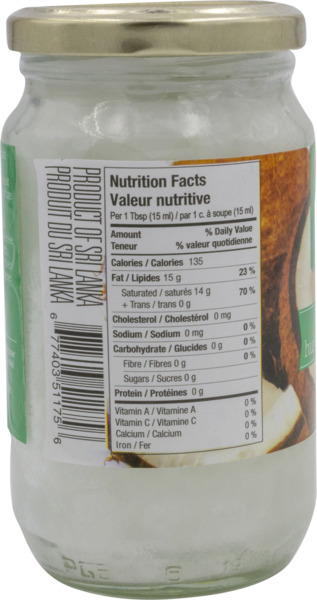 PRODUCT OF SRI LANKA
PRODUIT DU SRI LANKA
6 77403 51175 6
Nutrition Facts
Valeur nutritive
Per 1 Tbsp (15 ml) / par 1 c. à soupe (15 ml)
Amount % Daily Value
Teneur % valeur quotidienne
Calories / Calories 135
Fat / Lipides 15 g 23 %
Saturated / saturés 14 g 70 %
+ Trans / trans 0 g
Cholesterol / Cholestérol 0 mg
Sodium / Sodium 0 mg 0 %
Carbohydrate / Glucides 0 g 0 %
Fibre / Fibres 0 g 0 %
Sugars / Sucres 0 g
Protein / Protéines 0 g
Vitamin A / Vitamine A 0 %
Vitamin C / Vitamine C 0 %
Calcium / Calcium 0 %
Iron / Fer 0 %